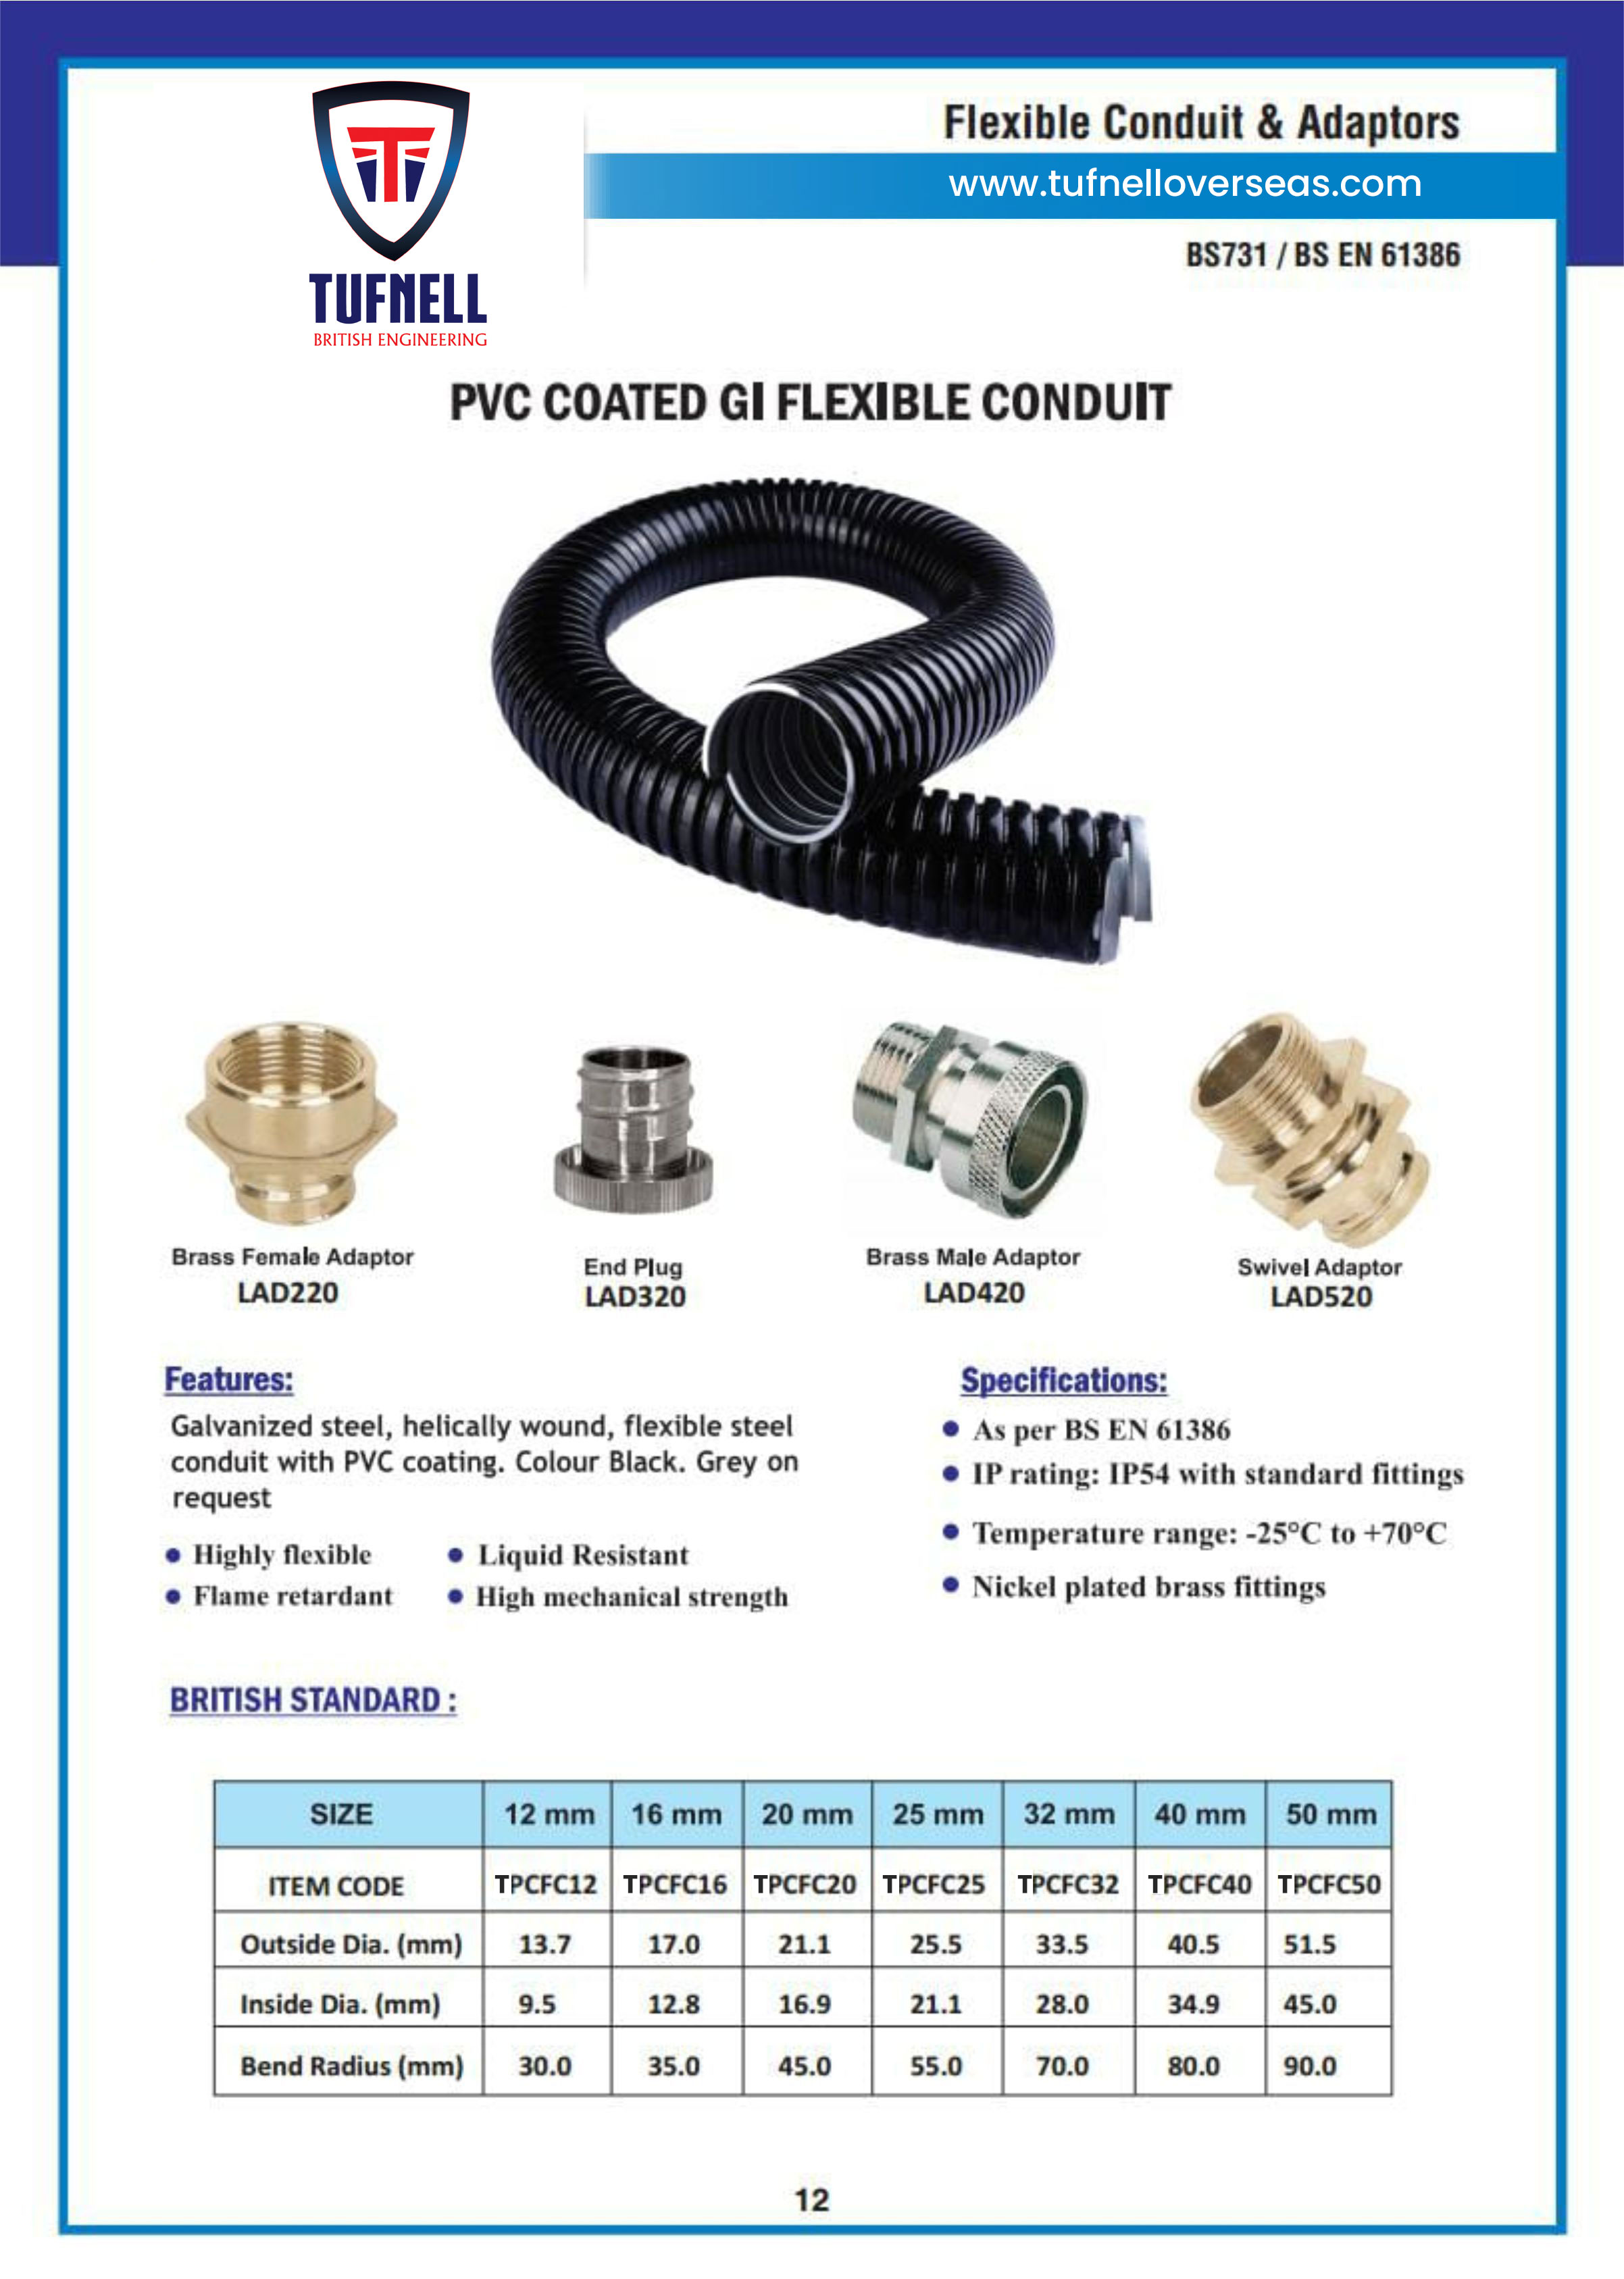 Flexible Conduit & Adaptors
www.tufnelloverseas.com
BS731 / BS EN 61386
TUFNELL
BRITISH ENGINEERING
PVC COATED GI FLEXIBLE CONDUIT
Brass Female Adaptor
LAD220
End Plug
LAD320
Brass Male Adaptor
LAD420
Swivel Adaptor
LAD520
Features:
Galvanized steel, helically wound, flexible steel
conduit with PVC coating. Colour Black. Grey on
request
• Highly flexible • Liquid Resistant
• Flame retardant • High mechanical strength
Specifications:
• As per BS EN 61386
• IP rating: IP54 with standard fittings
• Temperature range: -25°C to +70°C
• Nickel plated brass fittings
BRITISH STANDARD :
SIZE 12 mm 16 mm 20 mm 25 mm 32 mm 40 mm 50 mm
ITEM CODE TPCFC12 TPCFC16 TPCFC20 TPCFC25 TPCFC32 TPCFC40 TPCFC50
Outside Dia. (mm) 13.7 17.0 21.1 25.5 33.5 40.5 51.5
Inside Dia. (mm) 9.5 12.8 16.9 21.1 28.0 34.9 45.0
Bend Radius (mm) 30.0 35.0 45.0 55.0 70.0 80.0 90.0
12